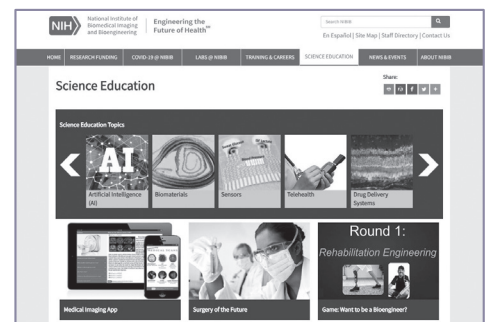 NIH
National Institute of
Biomedical Imaging
and Bioengineering
Engineering the
Future of Health
Search NIBIB
En Español | Site Map | Staff Directory | Contact Us
HOME RESEARCH FUNDING COVID-19 @ NIBIB LABS @ NIBIB TRAINING & CAREERS SCIENCE EDUCATION NEWS & EVENTS ABOUT NIBIB
Science Education
Share:
Science Education Topics
AI
Artificial Intelligence
(AI)
Biomaterials
Sensors
Telehealth
Drug Delivery
Systems
Medical Imaging App
Surgery of the Future
Round 1:
Rehabilitation Engineering
Game: Want to be a Bioengineer?